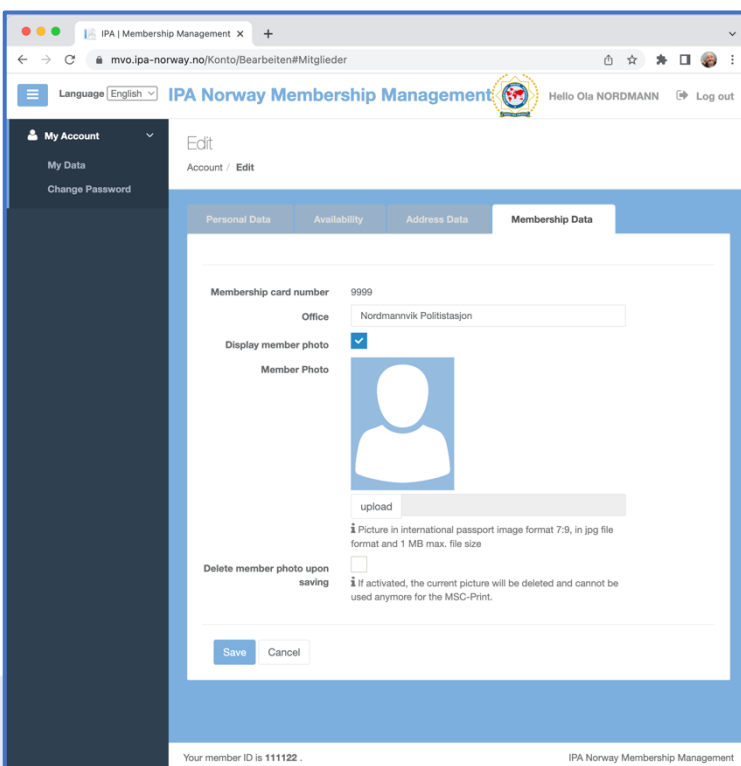 IPA | Membership Management
mvo.ipa-norway.no/Konto/Bearbeiten#Mitglieder
Language English IPA Norway Membership Management Hello Ola NORDMANN Log out
My Account
My Data
Change Password
Edit
Account / Edit
Personal Data Availability Address Data Membership Data
Membership card number 9999
Office Nordmannvik Politistasjon
Display member photo
Member Photo
upload
Picture in international passport image format 7:9, in jpg file
format and 1 MB max. file size
Delete member photo upon
saving
If activated, the current picture will be deleted and cannot be
used anymore for the MSC-Print.
Save Cancel
Your member ID is 111122 . IPA Norway Membership Management